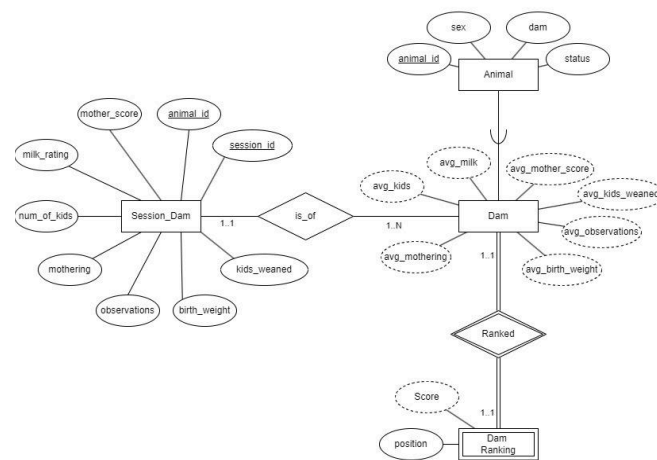 sex
dam
animal_id
status
Animal
mother_score
animal_id
session_id
milk_rating
avg_milk
avg_mother_score
avg_kids
avg_kids_weaned
num_of_kids
Session_Dam
1..1
is_of
1..N
Dam
avg_observations
mothering
kids_weaned
avg_mothering
1..1
avg_birth_weight
observations
birth_weight
Ranked
Score
1..1
position
Dam
Ranking